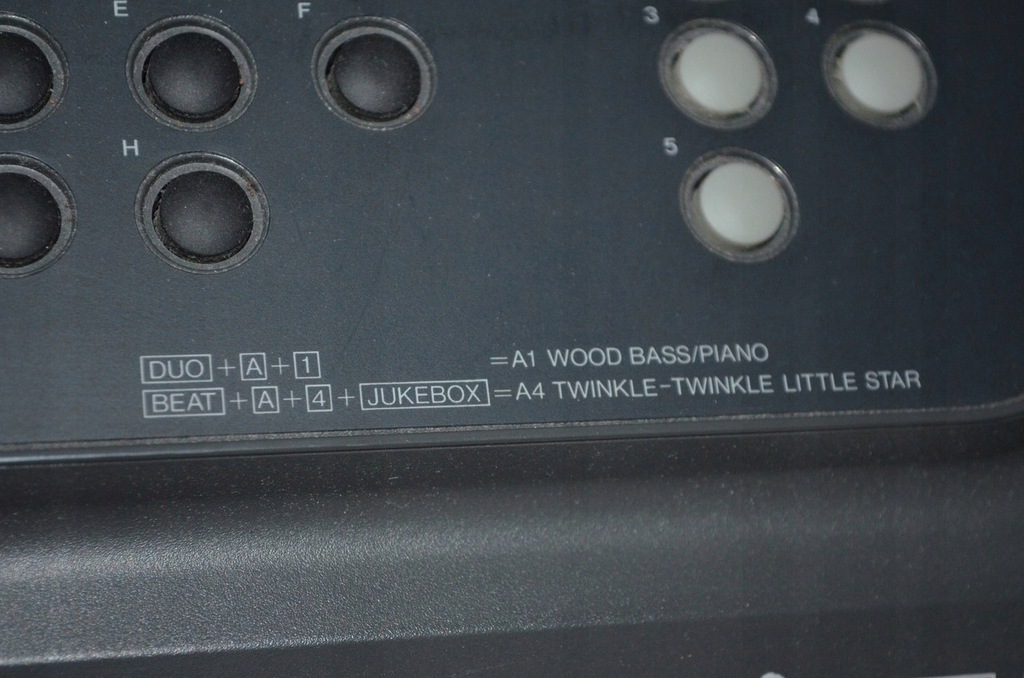 E F 3 4
H 5
DUO + A + 1 = A1 WOOD BASS/PIANO
BEAT + A + 4 + JUKEBOX = A4 TWINKLE-TWINKLE LITTLE STAR